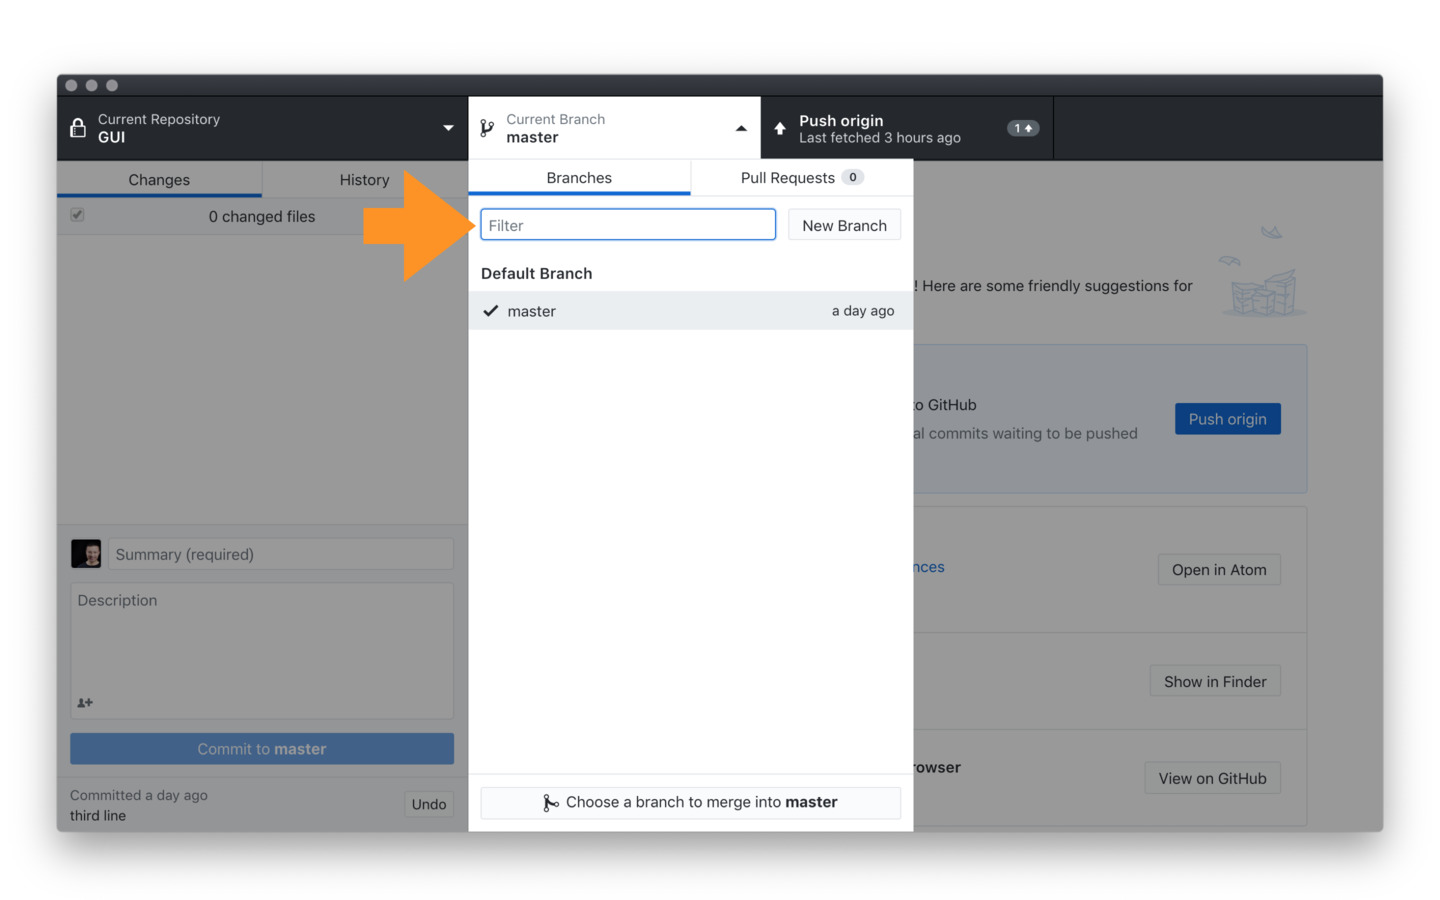 Current Repository
GUI
Current Branch
master
Push origin
Last fetched 3 hours ago
1
Changes
History
0 changed files
Branches
Pull Requests 0
Filter
New Branch
Default Branch
master
a day ago
! Here are some friendly suggestions for
to GitHub
al commits waiting to be pushed
Push origin
nces
Open in Atom
Show in Finder
rowser
View on GitHub
Summary (required)
Description
Commit to master
Committed a day ago
third line
Undo
Choose a branch to merge into master